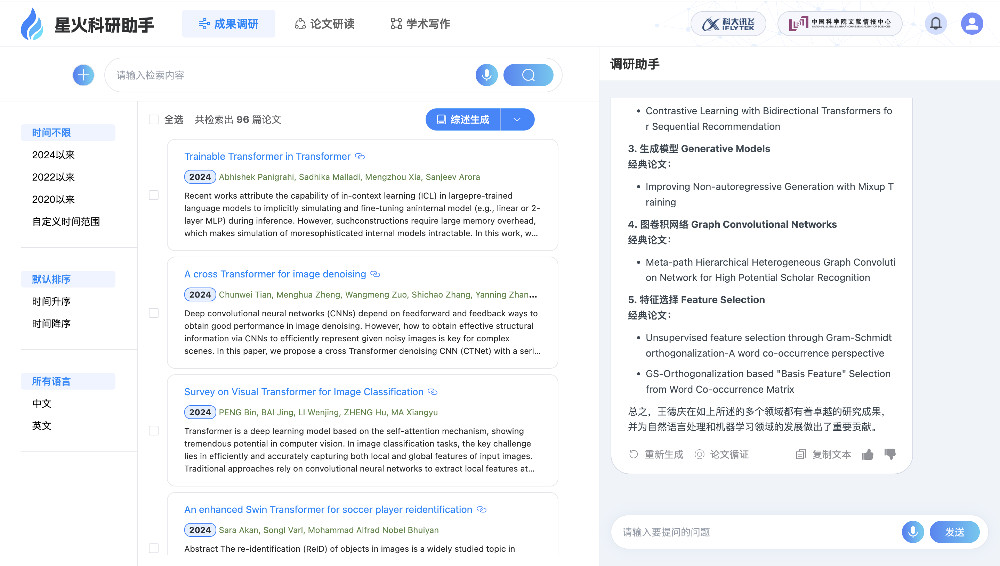 星火科研助手
成果调研
论文研读
学术写作
科大讯飞
iFLYTEK
中国科学院文献情报中心
NATIONAL SCIENCE LIBRARY,CHINESE ACADEMY OF SCIENCES
请输入检索内容
时间不限
2024以来
2022以来
2020以来
自定义时间范围
默认排序
时间升序
时间降序
所有语言
中文
英文
全选 共检索出 96 篇论文
综述生成
Trainable Transformer in Transformer
2024 Abhishek Panigrahi, Sadhika Malladi, Mengzhou Xia, Sanjeev Arora
Recent works attribute the capability of in-context learning (ICL) in largepre-trained
language models to implicitly simulating and fine-tuning aninternal model (e.g., linear or 2-
layer MLP) during inference. However, suchconstructions require large memory overhead,
which makes simulation of moresophisticated internal models intractable. In this work, w...
A cross Transformer for image denoising
2024 Chunwei Tian, Menghua Zheng, Wangmeng Zuo, Shichao Zhang, Yanning Zhan...
Deep convolutional neural networks (CNNs) depend on feedforward and feedback ways to
obtain good performance in image denoising. However, how to obtain effective structural
information via CNNs to efficiently represent given noisy images is key for complex
scenes. In this paper, we propose a cross Transformer denoising CNN (CTNet) with a seri...
Survey on Visual Transformer for Image Classification
2024 PENG Bin, BAI Jing, LI Wenjing, ZHENG Hu, MA Xiangyu
Transformer is a deep learning model based on the self-attention mechanism, showing
tremendous potential in computer vision. In image classification tasks, the key challenge
lies in efficiently and accurately capturing both local and global features of input images.
Traditional approaches rely on convolutional neural networks to extract local features at...
An enhanced Swin Transformer for soccer player reidentification
2024 Sara Akan, Songl Varl, Mohammad Alfrad Nobel Bhuiyan
Abstract The re-identification (ReID) of objects in images is a widely studied topic in
调研助手
• Contrastive Learning with Bidirectional Transformers fo
r Sequential Recommendation
3. 生成模型 Generative Models
经典论文：
• Improving Non-autoregressive Generation with Mixup T
raining
4. 图卷积网络 Graph Convolutional Networks
经典论文：
• Meta-path Hierarchical Heterogeneous Graph Convoluti
on Network for High Potential Scholar Recognition
5. 特征选择 Feature Selection
经典论文：
• Unsupervised feature selection through Gram-Schmidt
orthogonalization-A word co-occurrence perspective
• GS-Orthogonalization based "Basis Feature" Selection
from Word Co-occurrence Matrix
总之，王德庆在如上所述的多个领域都有着卓越的研究成果，
并为自然语言处理和机器学习领域的发展做出了重要贡献。
重新生成 论文循证 复制文本
请输入要提问的问题
发送